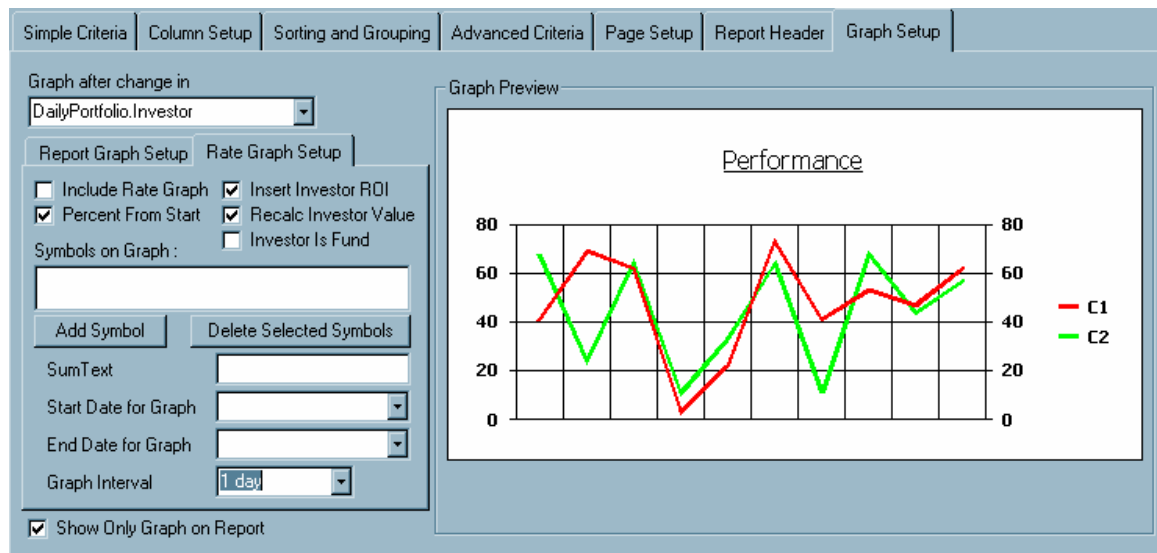 Simple Criteria Column Setup Sorting and Grouping Advanced Criteria Page Setup Report Header Graph Setup
Graph after change in
DailyPortfolio.Investor
Report Graph Setup Rate Graph Setup
Include Rate Graph Insert Investor ROI
Percent From Start Recalc Investor Value
Investor Is Fund
Symbols on Graph :
Add Symbol Delete Selected Symbols
SumText
Start Date for Graph
End Date for Graph
Graph Interval 1 day
Show Only Graph on Report
Graph Preview
Performance
80 80
60 60
40 40
20 20
0 0
C1
C2